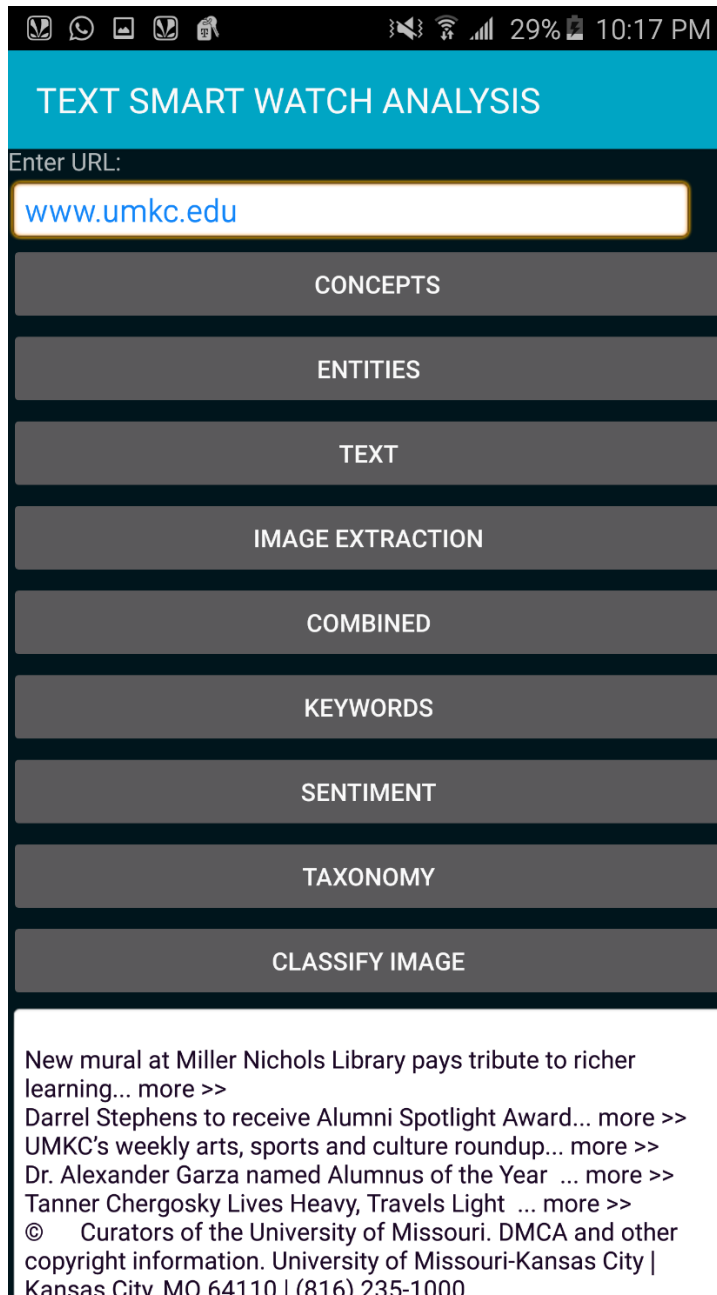 29% 10:17 PM
TEXT SMART WATCH ANALYSIS
Enter URL:
www.umkc.edu
CONCEPTS
ENTITIES
TEXT
IMAGE EXTRACTION
COMBINED
KEYWORDS
SENTIMENT
TAXONOMY
CLASSIFY IMAGE
New mural at Miller Nichols Library pays tribute to richer
learning... more >>
Darrel Stephens to receive Alumni Spotlight Award... more >>
UMKC’s weekly arts, sports and culture roundup... more >>
Dr. Alexander Garza named Alumnus of the Year  ... more >>
Tanner Chergosky Lives Heavy, Travels Light  ... more >>
©      Curators of the University of Missouri. DMCA and other
copyright information. University of Missouri-Kansas City |
Kansas City, MO 64110 | (816) 235-1000